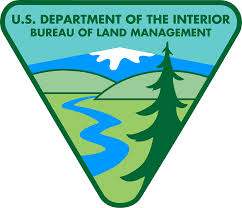 U.S. DEPARTMENT OF THE INTERIOR
BUREAU OF LAND MANAGEMENT